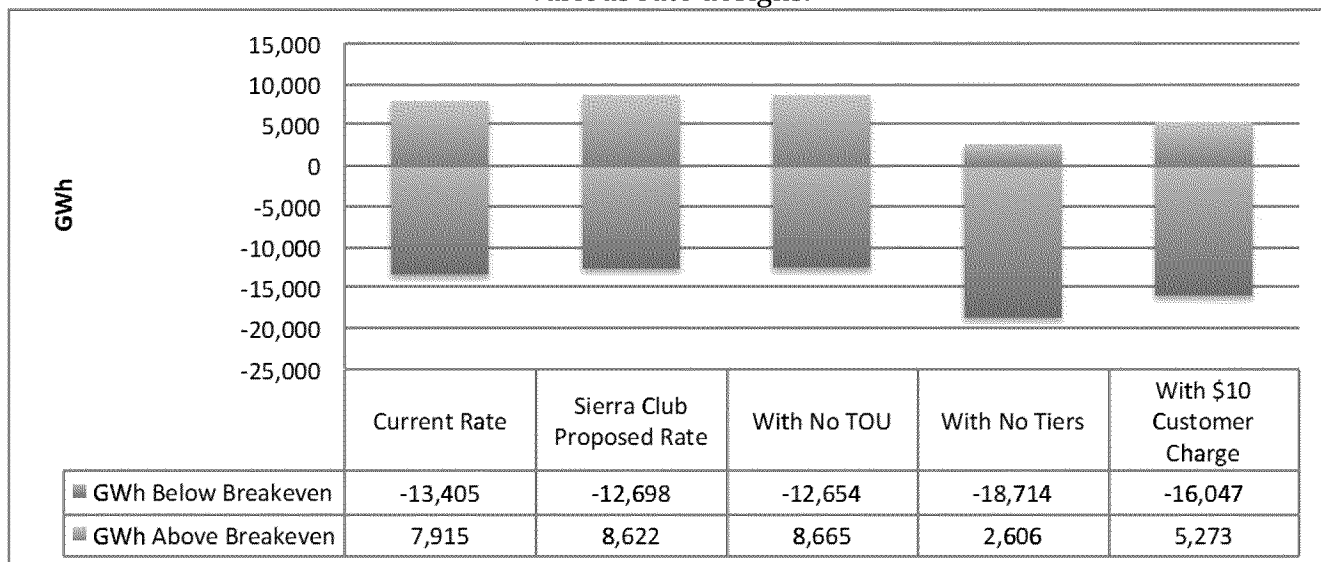 15,000
10,000
5,000
0
-5,000
-10,000
-15,000
-20,000
-25,000
GWh
Current Rate
Sierra Club
Proposed Rate
With No TOU
With No Tiers
With $10
Customer
Charge
GWh Below Breakeven -13,405 -12,698 -12,654 -18,714 -16,047
GWh Above Breakeven 7,915 8,622 8,665 2,606 5,273